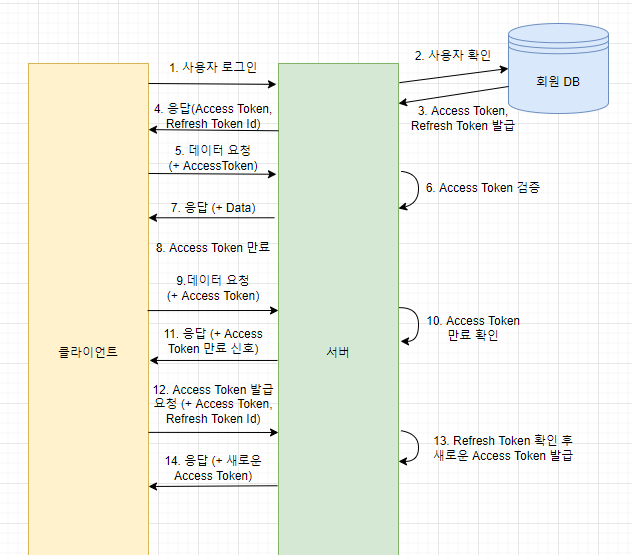 1. 사용자 로그인
2. 사용자 확인
회원 DB
3. Access Token,
Refresh Token 발급
4. 응답(Access Token,
Refresh Token Id)
5. 데이터 요청
(+ AccessToken)
6. Access Token 검증
7. 응답 (+ Data)
8. Access Token 만료
9.데이터 요청
(+ Access Token)
10. Access Token
만료 확인
11. 응답 (+ Access
Token 만료 신호)
클라이언트
서버
12. Access Token 발급
요청 (+ Access Token,
Refresh Token Id)
13. Refresh Token 확인 후
새로운 Access Token 발급
14. 응답 (+ 새로운
Access Token)